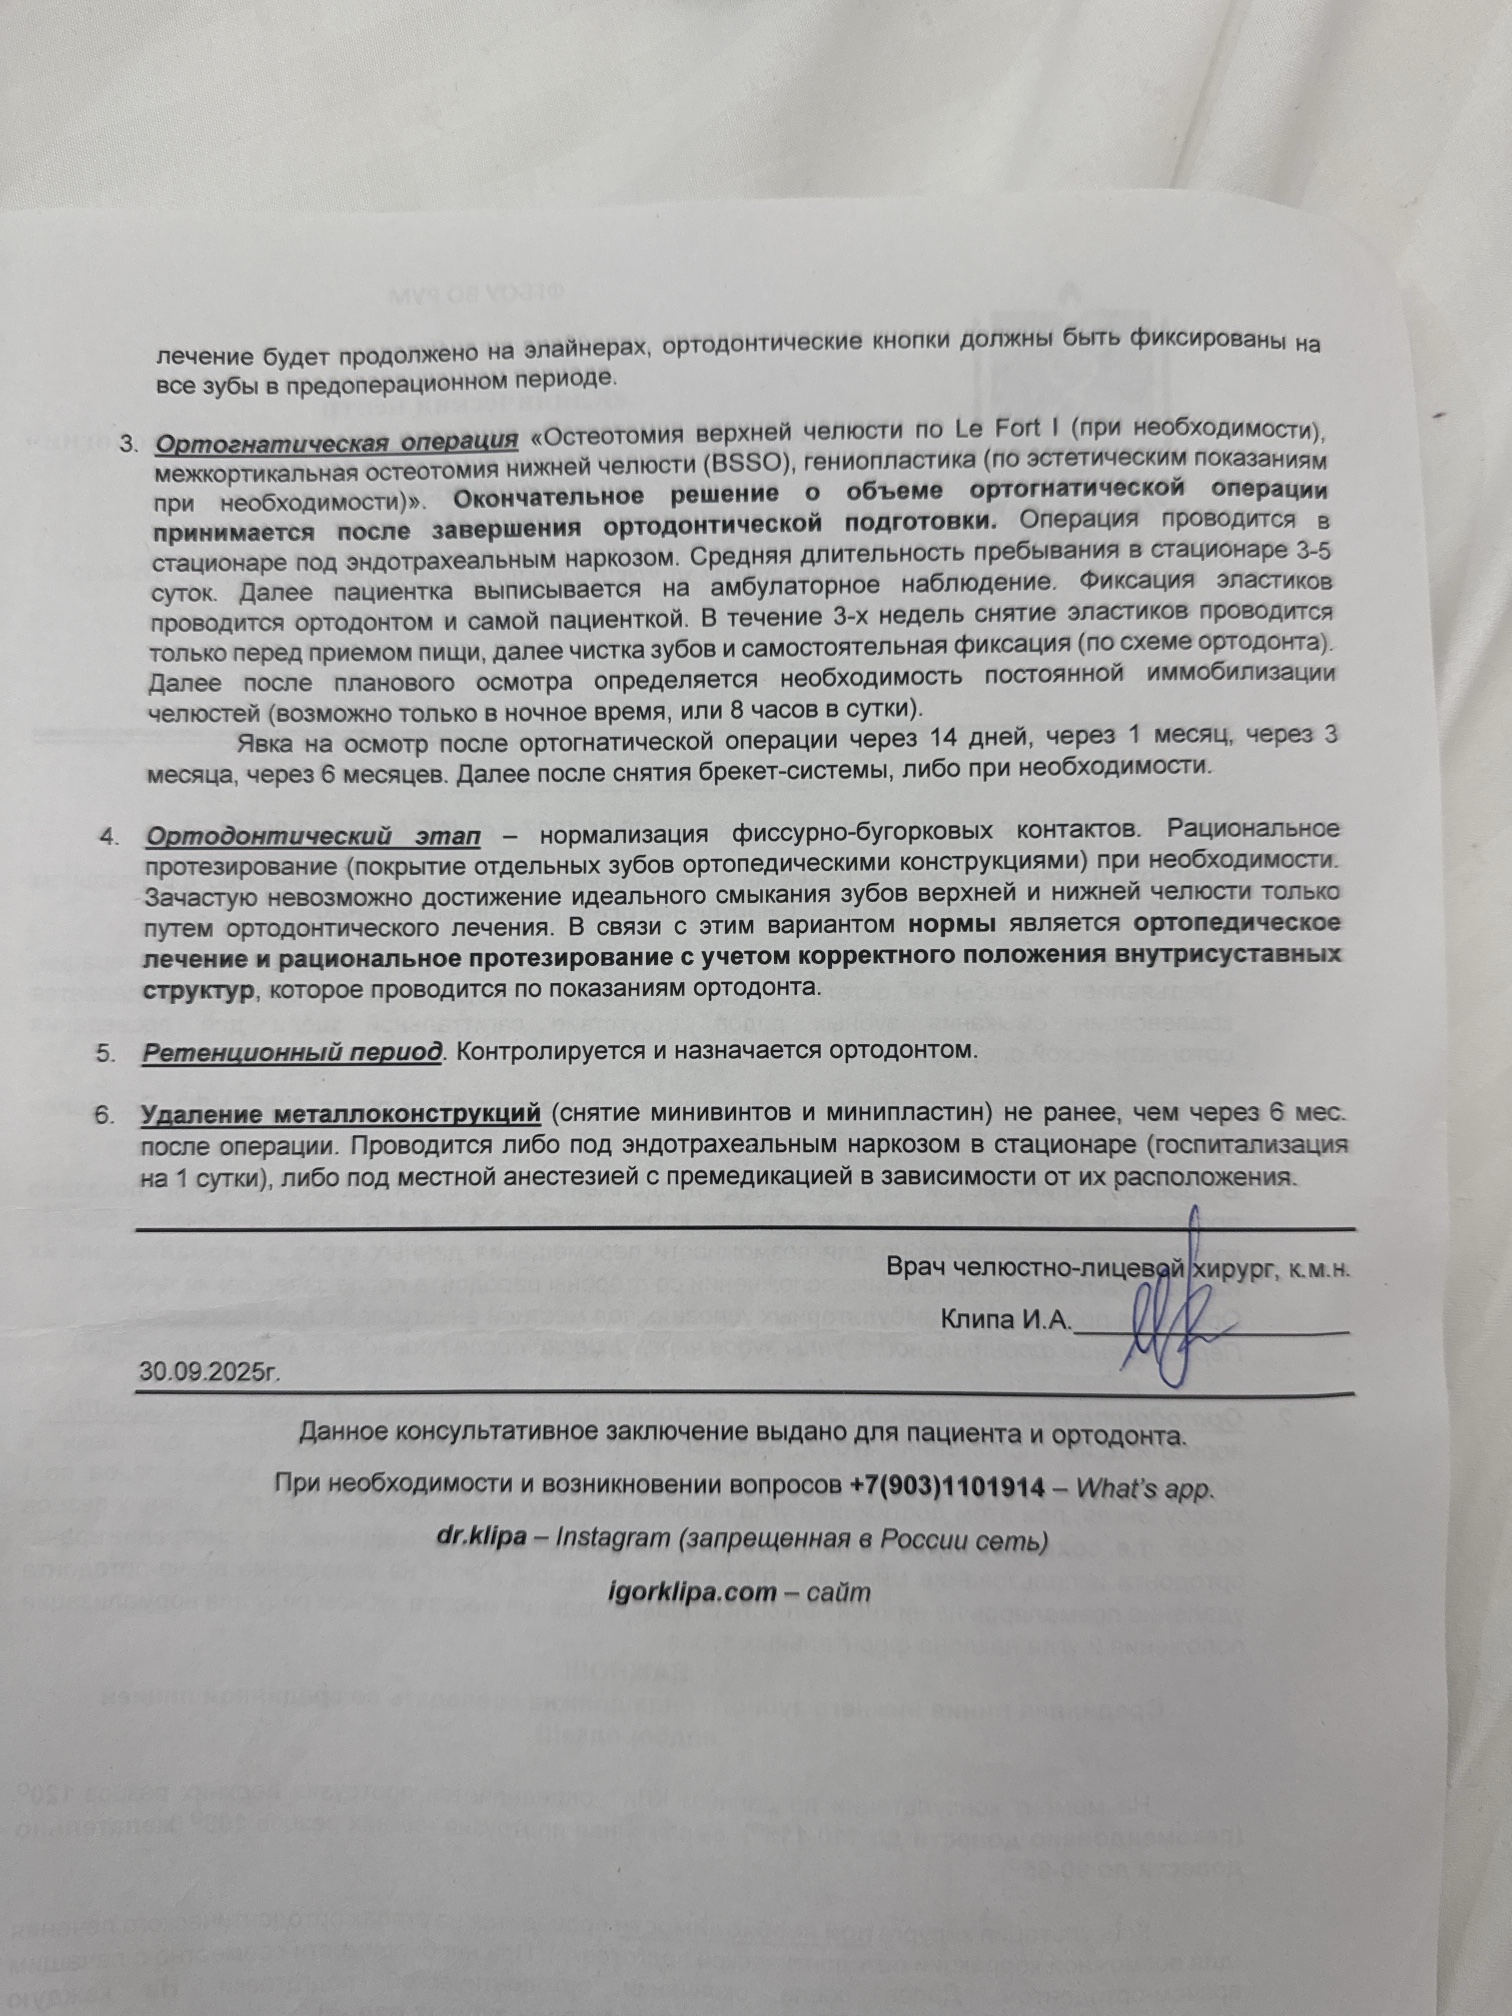 лечение будет продолжено на элайнерах, ортодонтические кнопки должны быть фиксированы на
все зубы в предоперационном периоде.
3. Ортогнатическая операция «Остеотомия верхней челюсти по Le Fort I (при необходимости),
межкортикальная остеотомия нижней челюсти (BSSO), гениопластика (по эстетическим показаниям
при необходимости)». Окончательное решение о объеме ортогнатической операции
принимается после завершения ортодонтической подготовки. Операция проводится в
стационаре под эндотрахеальным наркозом. Средняя длительность пребывания в стационаре 3-5
суток. Далее пациентка выписывается на амбулаторное наблюдение. Фиксация эластиков
проводится ортодонтом и самой пациенткой. В течение 3-х недель снятие эластиков проводится
только перед приемом пищи, далее чистка зубов и самостоятельная фиксация (по схеме ортодонта).
Далее после планового осмотра определяется необходимость постоянной иммобилизации
челюстей (возможно только в ночное время, или 8 часов в сутки).
Явка на осмотр после ортогнатической операции через 14 дней, через 1 месяц, через 3
месяца, через 6 месяцев. Далее после снятия брекет-системы, либо при необходимости.
4. Ортодонтический этап – нормализация фиссурно-бугорковых контактов. Рациональное
протезирование (покрытие отдельных зубов ортопедическими конструкциями) при необходимости.
Зачастую невозможно достижение идеального смыкания зубов верхней и нижней челюсти только
путем ортодонтического лечения. В связи с этим вариантом нормы является ортопедическое
лечение и рациональное протезирование с учетом корректного положения внутрисуставных
структур, которое проводится по показаниям ортодонта.
5. Ретенционный период. Контролируется и назначается ортодонтом.
6. Удаление металлоконструкций (снятие минивинтов и минипластин) не ранее, чем через 6 мес.
после операции. Проводится либо под эндотрахеальным наркозом в стационаре (госпитализация
на 1 сутки), либо под местной анестезией с премедикацией в зависимости от их расположения.
Врач челюстно-лицевой хирург, к.м.н.
Клипа И.А.
30.09.2025г.
Данное консультативное заключение выдано для пациента и ортодонта.
При необходимости и возникновении вопросов +7(903)1101914 – What's app.
dr.klipa – Instagram (запрещенная в России сеть)
igorklipa.com – сайт